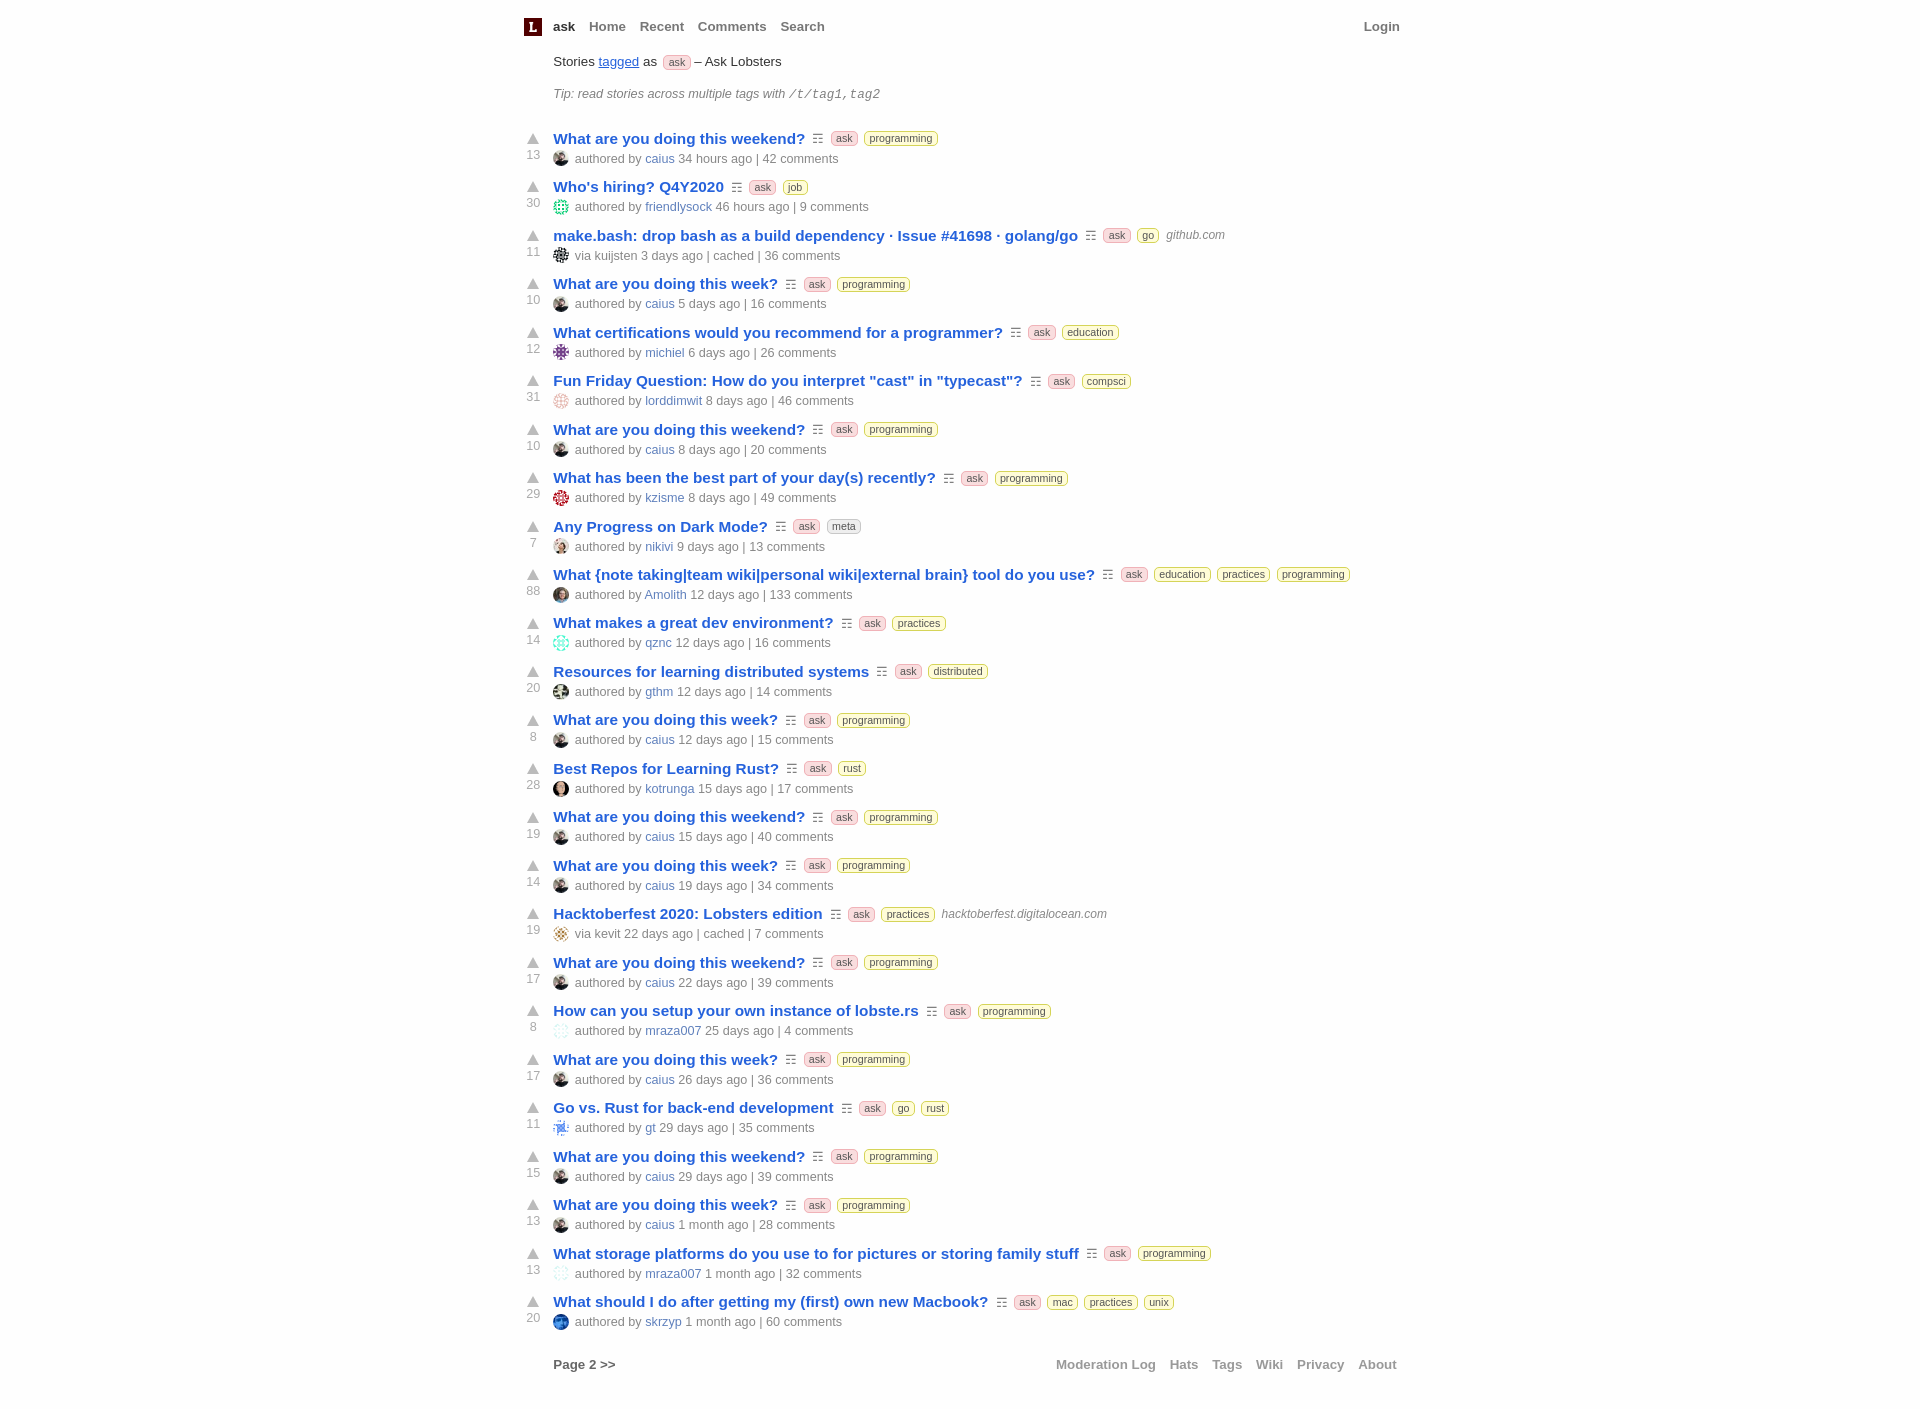 L ask Home Recent Comments Search Login
Stories tagged as ask – Ask Lobsters
Tip: read stories across multiple tags with /t/tag1,tag2
What are you doing this weekend? ☶ ask programming
13 authored by caius 34 hours ago | 42 comments
Who's hiring? Q4Y2020 ☶ ask job
30 authored by friendlysock 46 hours ago | 9 comments
make.bash: drop bash as a build dependency · Issue #41698 · golang/go ☶ ask go github.com
11 via kuijsten 3 days ago | cached | 36 comments
What are you doing this week? ☶ ask programming
10 authored by caius 5 days ago | 16 comments
What certifications would you recommend for a programmer? ☶ ask education
12 authored by michiel 6 days ago | 26 comments
Fun Friday Question: How do you interpret "cast" in "typecast"? ☶ ask compsci
31 authored by lorddimwit 8 days ago | 46 comments
What are you doing this weekend? ☶ ask programming
10 authored by caius 8 days ago | 20 comments
What has been the best part of your day(s) recently? ☶ ask programming
29 authored by kzisme 8 days ago | 49 comments
Any Progress on Dark Mode? ☶ ask meta
7 authored by nikivi 9 days ago | 13 comments
What {note taking|team wiki|personal wiki|external brain} tool do you use? ☶ ask education practices programming
88 authored by Amolith 12 days ago | 133 comments
What makes a great dev environment? ☶ ask practices
14 authored by qznc 12 days ago | 16 comments
Resources for learning distributed systems ☶ ask distributed
20 authored by gthm 12 days ago | 14 comments
What are you doing this week? ☶ ask programming
8 authored by caius 12 days ago | 15 comments
Best Repos for Learning Rust? ☶ ask rust
28 authored by kotrunga 15 days ago | 17 comments
What are you doing this weekend? ☶ ask programming
19 authored by caius 15 days ago | 40 comments
What are you doing this week? ☶ ask programming
14 authored by caius 19 days ago | 34 comments
Hacktoberfest 2020: Lobsters edition ☶ ask practices hacktoberfest.digitalocean.com
19 via kevit 22 days ago | cached | 7 comments
What are you doing this weekend? ☶ ask programming
17 authored by caius 22 days ago | 39 comments
How can you setup your own instance of lobste.rs ☶ ask programming
8 authored by mraza007 25 days ago | 4 comments
What are you doing this week? ☶ ask programming
17 authored by caius 26 days ago | 36 comments
Go vs. Rust for back-end development ☶ ask go rust
11 authored by gt 29 days ago | 35 comments
What are you doing this weekend? ☶ ask programming
15 authored by caius 29 days ago | 39 comments
What are you doing this week? ☶ ask programming
13 authored by caius 1 month ago | 28 comments
What storage platforms do you use to for pictures or storing family stuff ☶ ask programming
13 authored by mraza007 1 month ago | 32 comments
What should I do after getting my (first) own new Macbook? ☶ ask mac practices unix
20 authored by skrzyp 1 month ago | 60 comments
Page 2 >> Moderation Log Hats Tags Wiki Privacy About